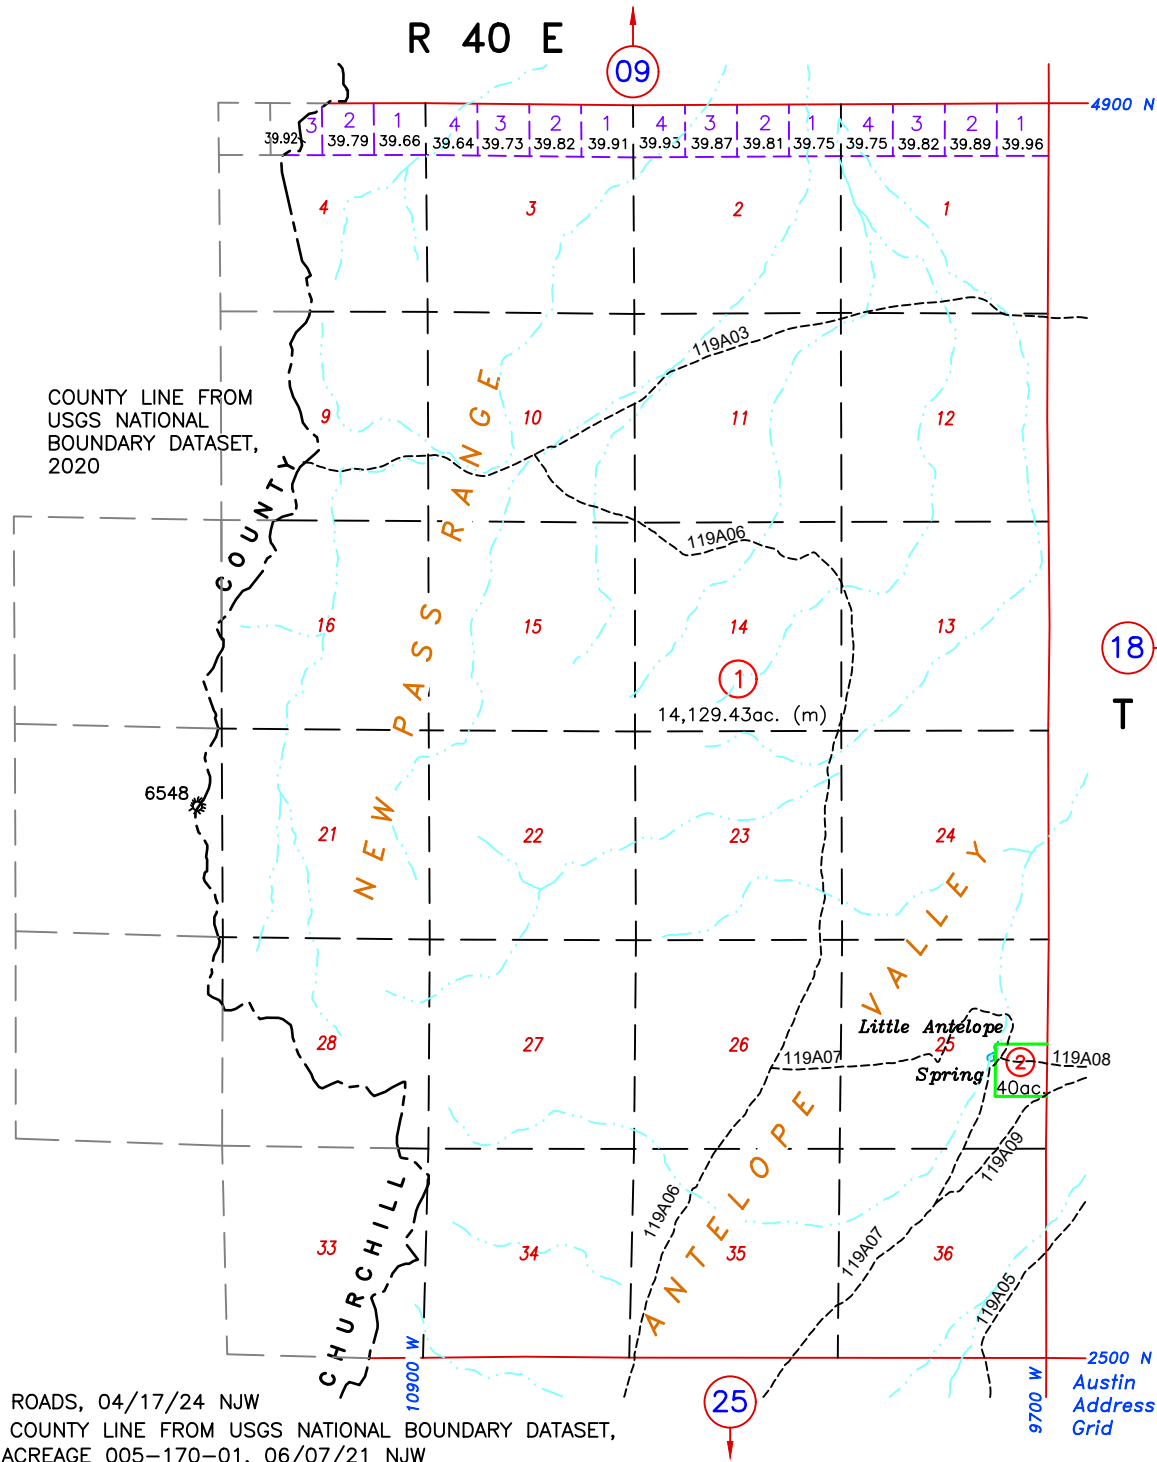 R 40 E
09
4900 N
3 2 1 4 3 2 1 4 3 2 1 4 3 2 1
39.92 39.79 39.66 39.64 39.73 39.82 39.91 39.93 39.87 39.81 39.75 39.75 39.82 39.89 39.96
4 3 2 1
119A03
COUNTY LINE FROM
USGS NATIONAL
BOUNDARY DATASET,
2020
9 10 11 12
COUNTY
NEW PASS RANGE
119A06
16 15 14 13
18
1
14,129.43ac. (m)
T
6548
21 22 23 24
ANTELOPE VALLEY
Little Antelope
Spring
28 27 26 25
119A07
2
119A08
40ac.
119A09
119A06
119A07
119A05
33 34 35 36
CHURCHILL
10900 W
2500 N
9700 W
Austin
Address
Grid
25
ROADS, 04/17/24 NJW
COUNTY LINE FROM USGS NATIONAL BOUNDARY DATASET,
ACREAGE 005-170-01, 06/07/21 NJW